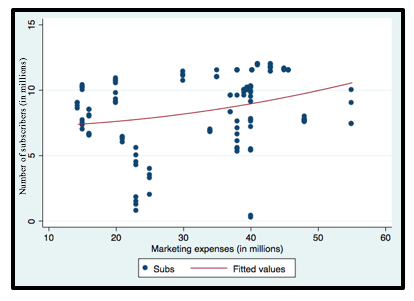 Number of subscribers (in millions)
15
10
5
0
10 20 30 40 50 60
Marketing expenses (in millions)
Subs Fitted values